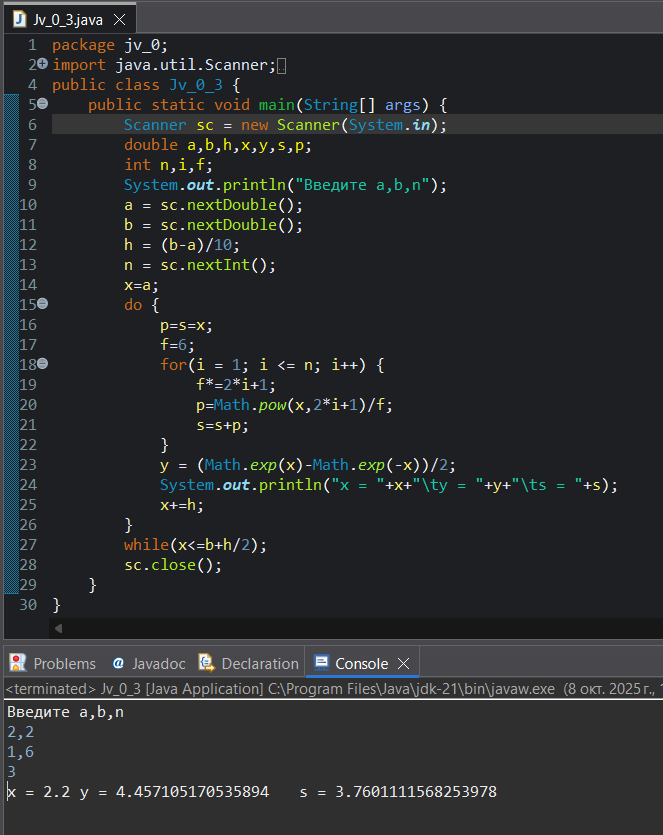 Jv_0_3.java
1 package jv_0;
2 import java.util.Scanner;
4 public class Jv_0_3 {
5     public static void main(String[] args) {
6         Scanner sc = new Scanner(System.in);
7         double a,b,h,x,y,s,p;
8         int n,i,f;
9         System.out.println("Введите a,b,n");
10         a = sc.nextDouble();
11         b = sc.nextDouble();
12         h = (b-a)/10;
13         n = sc.nextInt();
14         x=a;
15         do {
16             p=s=x;
17             f=6;
18             for(i = 1; i <= n; i++) {
19                 f*=2*i+1;
20                 p=Math.pow(x,2*i+1)/f;
21                 s=s+p;
22             }
23             y = (Math.exp(x)-Math.exp(-x))/2;
24             System.out.println("x = "+x+"\ty = "+y+"\ts = "+s);
25             x+=h;
26         }
27         while(x<=b+h/2);
28         sc.close();
29     }
30 }
Problems @ Javadoc Declaration Console
<terminated> Jv_0_3 [Java Application] C:\Program Files\Java\jdk-21\bin\javaw.exe (8 окт. 2025 г.,
Введите a,b,n
2,2
1,6
3
x = 2.2 y = 4.457105170535894 s = 3.7601111568253978